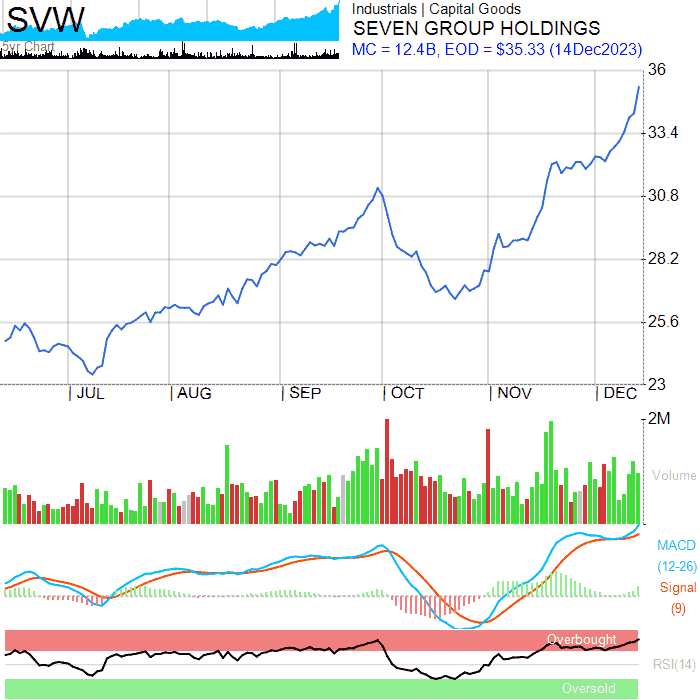 SVW
5yr Chart
Industrials | Capital Goods
SEVEN GROUP HOLDINGS
MC = 12.4B, EOD = $35.33 (14Dec2023)
36
33.4
30.8
28.2
25.6
23
| JUL | AUG | SEP | OCT | NOV | DEC
2M
Volume
MACD
(12-26)
Signal
(9)
Overbought
RSI(14)
Oversold